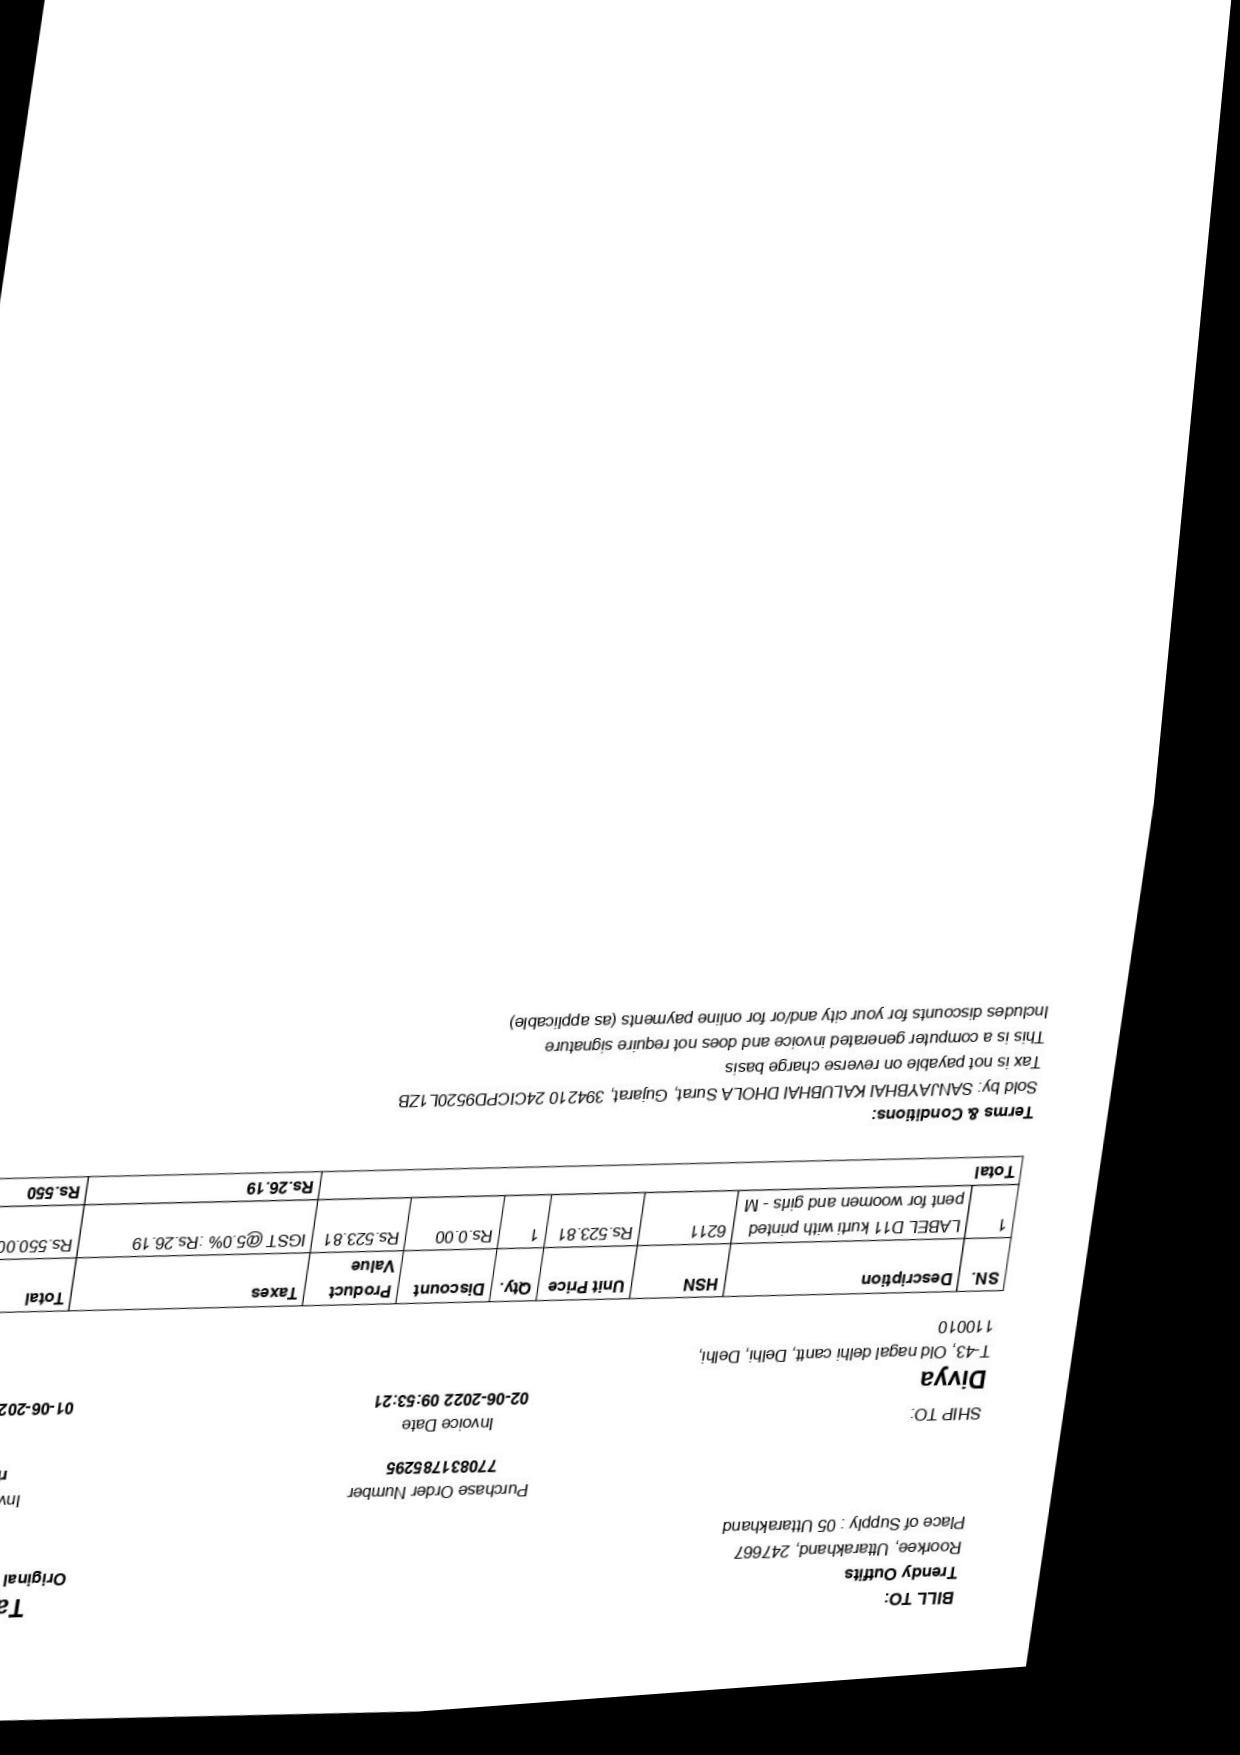 Ta
Original
BILL TO:
Trendy Outfits
Roorkee, Uttarakhand, 247667
Place of Supply : 05 Uttarakhand
Purchase Order Number
77083178529​5
Inv
SHIP TO:
Divya
T-43, Old nagal delhi cantt, Delhi, Delhi,
110010
Invoice Date
02-06-2022 09:53:21
01-06-202
SN. Description HSN Unit Price Qty. Discount Product Value Taxes Total
1 LABEL D11 kurti with printed pent for woomen and girls - M 6211 Rs.523.81 1 Rs.0.00 Rs.523.81 IGST @5.0% :Rs.26.19 Rs.550.00
Total Rs.26.19 Rs.550
Terms & Conditions:
Sold by: SANJAYBHAI KALUBHAI DHOLA Surat, Gujarat, 394210 24CICPD9520L1ZB
Tax is not payable on reverse charge basis
This is a computer generated invoice and does not require signature
Includes discounts for your city and/or for online payments (as applicable)